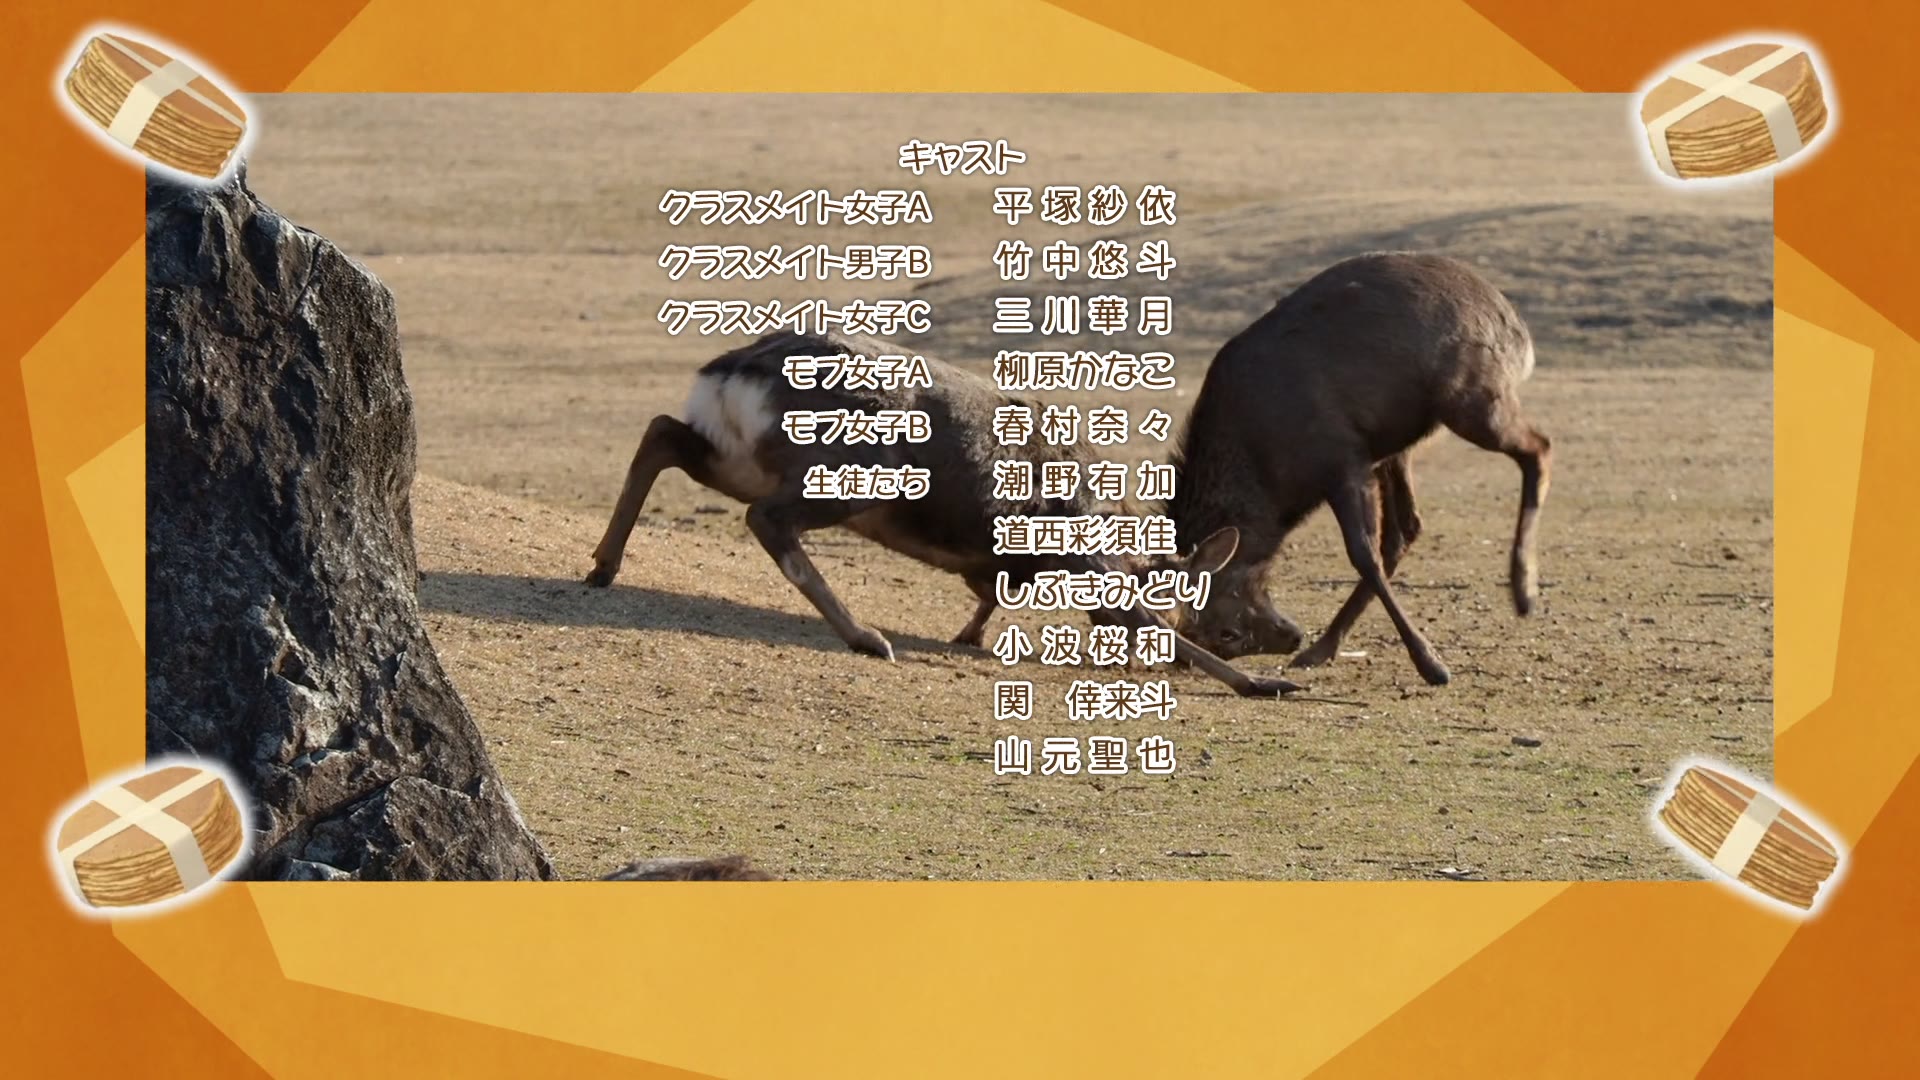 キャスト
クラスメイト女子A 平塚紗依
クラスメイト男子B 竹中悠斗
クラスメイト女子C 三川華月
モブ女子A 柳原かなこ
モブ女子B 春村奈々
生徒たち 潮野有加
道西彩須佳
しぶきみどり
小波桜和
関　倖来斗
山元聖也